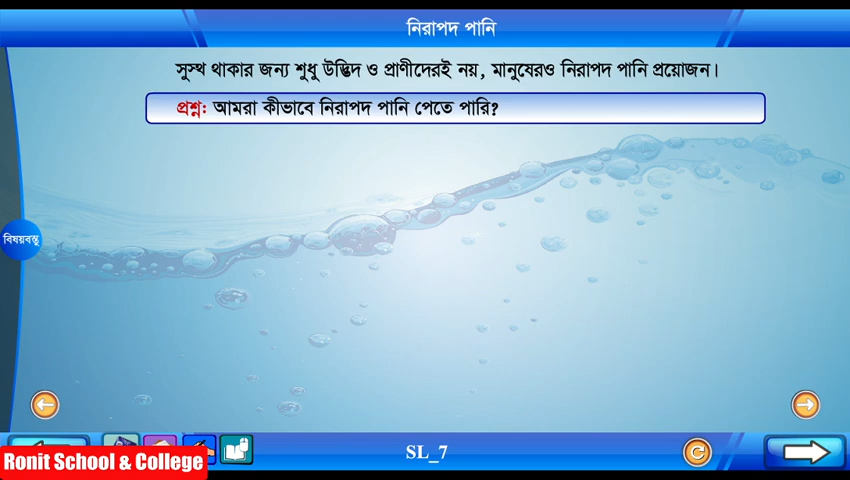 নিরাপদ পানি
সুস্থ থাকার জন্য শুধু উদ্ভিদ ও প্রাণীদেরই নয়, মানুষেরও নিরাপদ পানি প্রয়োজন।
প্রশ্ন: আমরা কীভাবে নিরাপদ পানি পেতে পারি?
বিষয়বস্তু
SL_7
Ronit School & College